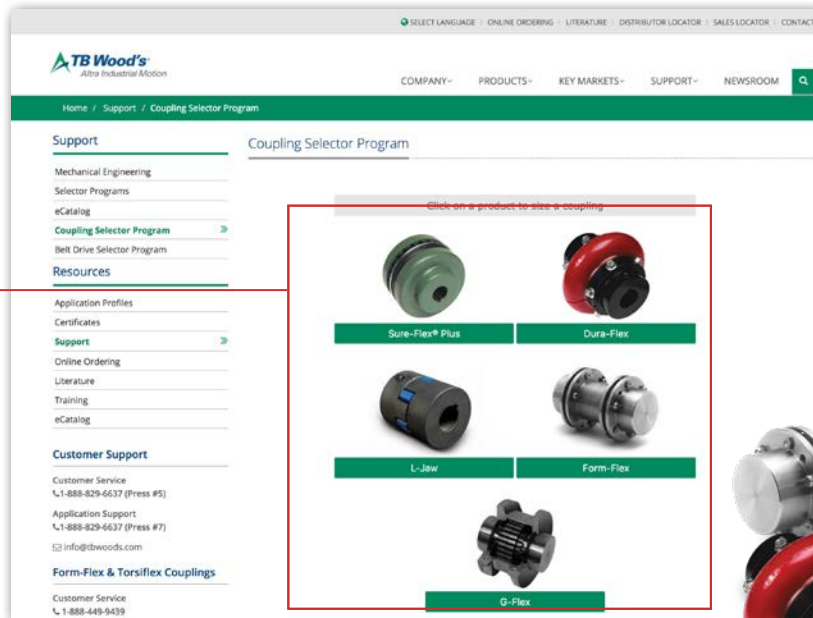 SELECT LANGUAGE | ONLINE ORDERING | LITERATURE | DISTRIBUTOR LOCATOR | SALES LOCATOR | CONTACT
TB Wood's
Altra Industrial Motion
COMPANY PRODUCTS KEY MARKETS SUPPORT NEWSROOM
Home / Support / Coupling Selector Program
Support
Mechanical Engineering
Selector Programs
eCatalog
Coupling Selector Program
Belt Drive Selector Program
Resources
Application Profiles
Certificates
Support
Online Ordering
Literature
Training
eCatalog
Customer Support
Customer Service
1-888-829-6637 (Press #5)
Application Support
1-888-829-6637 (Press #7)
info@tbwoods.com
Form-Flex & Torsiflex Couplings
Customer Service
1-888-449-9439
Coupling Selector Program
Click on a product to size a coupling
Sure-Flex® Plus
Dura-Flex
L-Jaw
Form-Flex
G-Flex